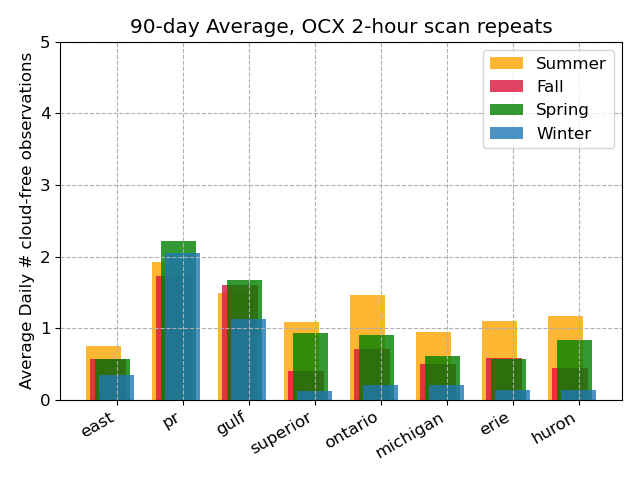 90-day Average, OCX 2-hour scan repeats
Average Daily # cloud-free observations
5
4
3
2
1
0
Summer
Fall
Spring
Winter
east
pr
gulf
superior
ontario
michigan
erie
huron